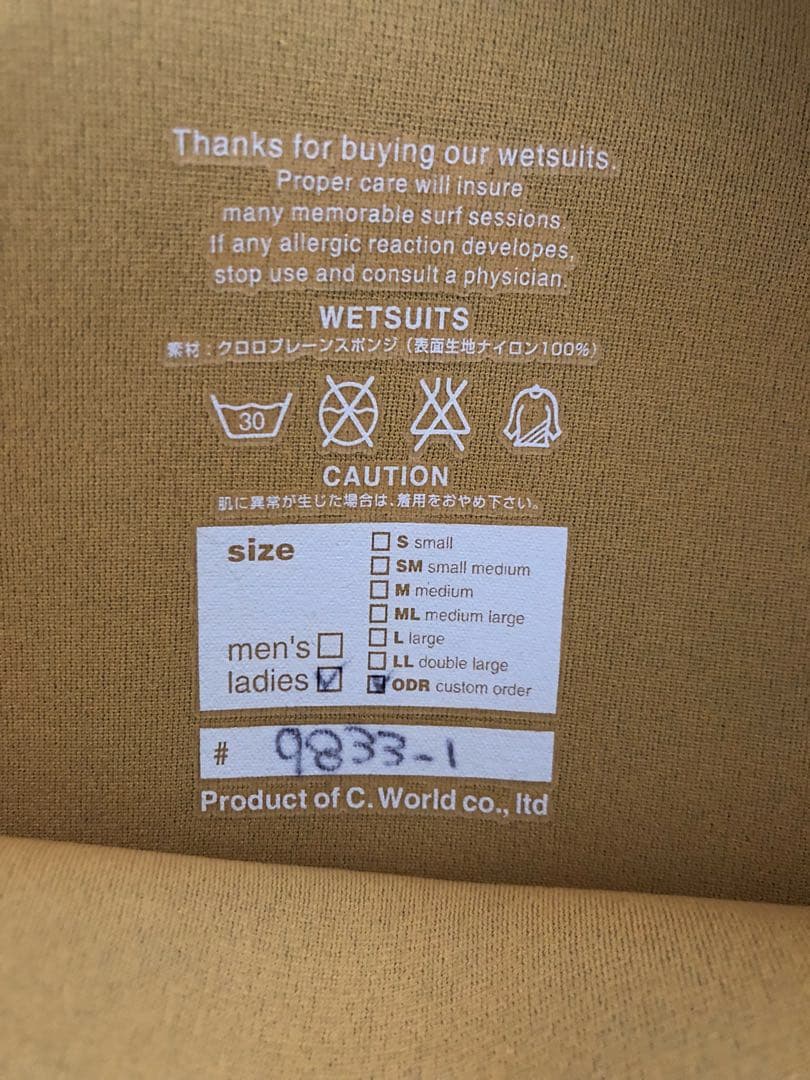 Thanks for buying our wetsuits.
Proper care will insure
many memorable surf sessions.
If any allergic reaction developes,
stop use and consult a physician.
WETSUITS
素材：クロロプレーンスポンジ（表面生地ナイロン100%）
30
CAUTION
肌に異常が生じた場合は、着用をおやめ下さい。
size
S small
SM small medium
M medium
ML medium large
L large
LL double large
ODR custom order
men's
ladies
# 9833-1
Product of C. World co., ltd